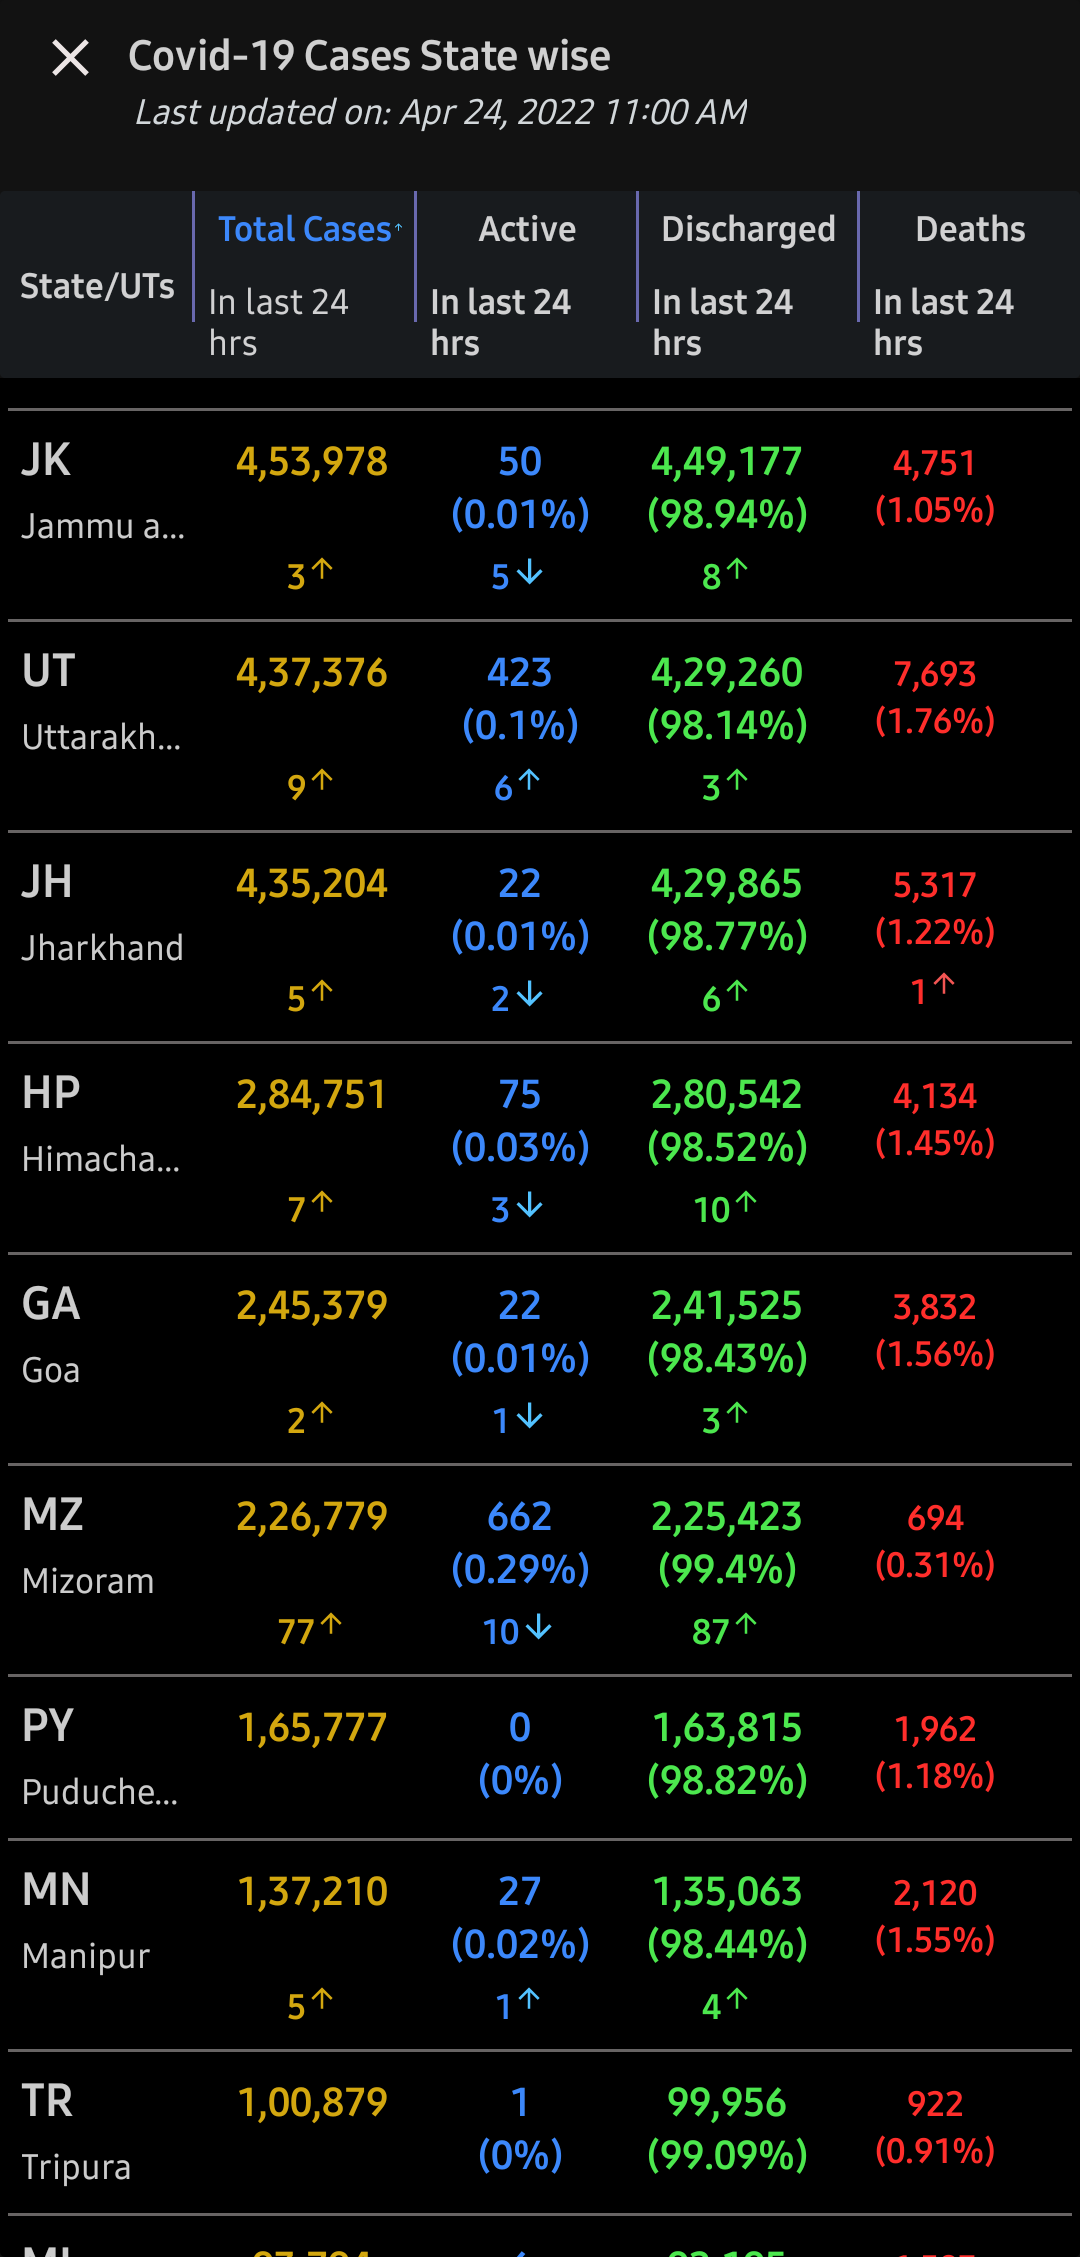 Covid-19 Cases State wise
Last updated on: Apr 24, 2022 11:00 AM
State/UTs
Total Cases↑ Active Discharged Deaths
In last 24 hrs In last 24 hrs In last 24 hrs In last 24 hrs
JK 4,53,978 50 4,49,177 4,751
Jammu a... (0.01%) (98.94%) (1.05%)
3↑ 5↓ 8↑
UT 4,37,376 423 4,29,260 7,693
Uttarakh... (0.1%) (98.14%) (1.76%)
9↑ 6↑ 3↑
JH 4,35,204 22 4,29,865 5,317
Jharkhand (0.01%) (98.77%) (1.22%)
5↑ 2↓ 6↑ 1↑
HP 2,84,751 75 2,80,542 4,134
Himacha... (0.03%) (98.52%) (1.45%)
7↑ 3↓ 10↑
GA 2,45,379 22 2,41,525 3,832
Goa (0.01%) (98.43%) (1.56%)
2↑ 1↓ 3↑
MZ 2,26,779 662 2,25,423 694
Mizoram (0.29%) (99.4%) (0.31%)
77↑ 10↓ 87↑
PY 1,65,777 0 1,63,815 1,962
Puduche... (0%) (98.82%) (1.18%)
MN 1,37,210 27 1,35,063 2,120
Manipur (0.02%) (98.44%) (1.55%)
5↑ 1↑ 4↑
TR 1,00,879 1 99,956 922
Tripura (0%) (99.09%) (0.91%)